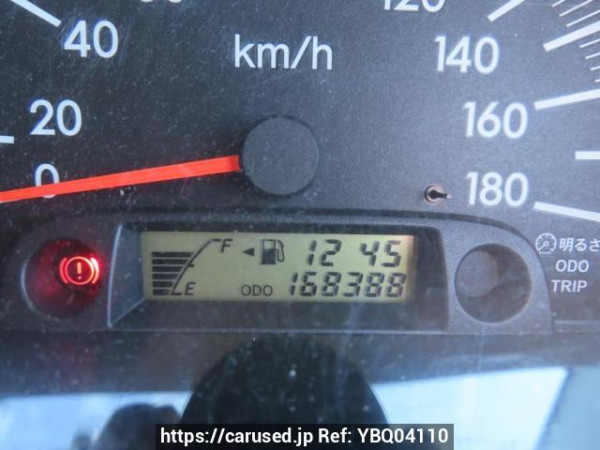 40
km/h
120
140
20
160
0
180
F
12 45
E
ODO 168388
明るさ
ODO
TRIP
https://carused.jp Ref: YBQ04110